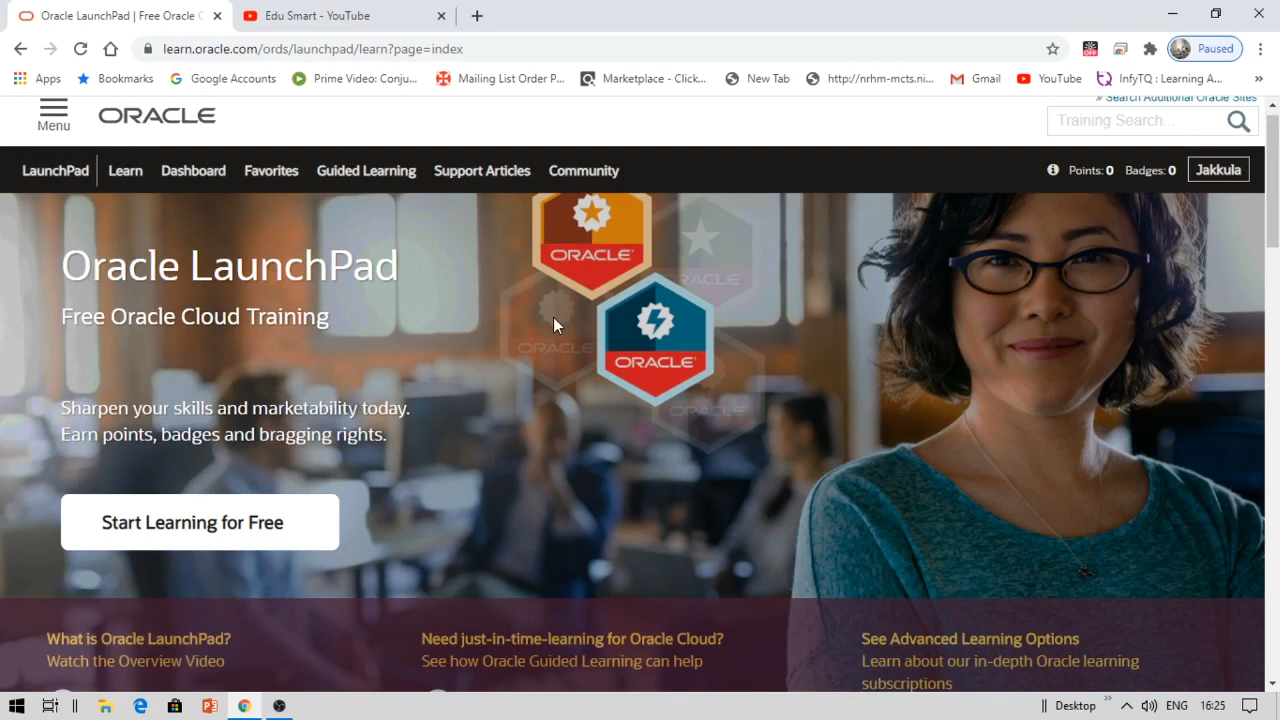 Oracle LaunchPad | Free Oracle C
Edu Smart - YouTube
learn.oracle.com/ords/launchpad/learn?page=index
OFF
Paused
Apps
Bookmarks
Google Accounts
Prime Video: Conju...
Mailing List Order P...
Marketplace - Click...
New Tab
http://nrhm-mcts.ni...
Gmail
YouTube
InfyTQ : Learning A...
»
Menu
ORACLE
» Search Additional Oracle Sites
Training Search...
LaunchPad
Learn
Dashboard
Favorites
Guided Learning
Support Articles
Community
Points: 0
Badges: 0
Jakkula
Oracle LaunchPad
Free Oracle Cloud Training
ORACLE
ORACLE
ORACLE
ORACLE
ORACLE
Sharpen your skills and marketability today.
Earn points, badges and bragging rights.
Start Learning for Free
What is Oracle LaunchPad?
Watch the Overview Video
Need just-in-time-learning for Oracle Cloud?
See how Oracle Guided Learning can help
See Advanced Learning Options
Learn about our in-depth Oracle learning
subscriptions
Desktop
»
ENG
16:25